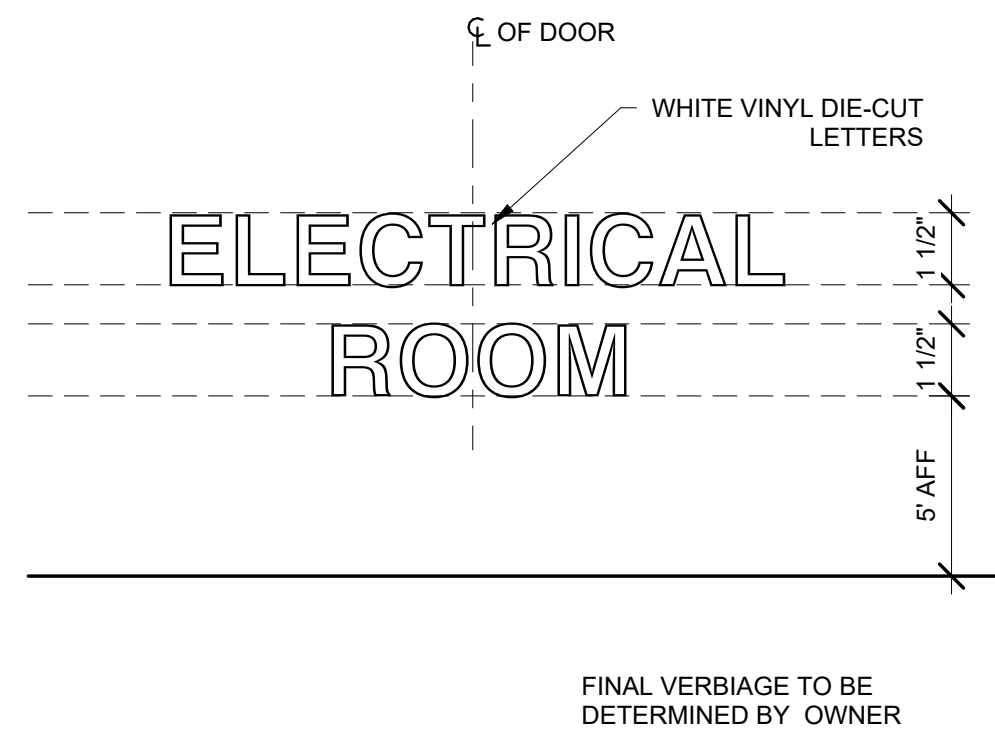 ℄ OF DOOR
WHITE VINYL DIE-CUT
LETTERS
ELECTRICAL
1 1/2"
ROOM
1 1/2"
5' AFF
FINAL VERBIAGE TO BE
DETERMINED BY OWNER